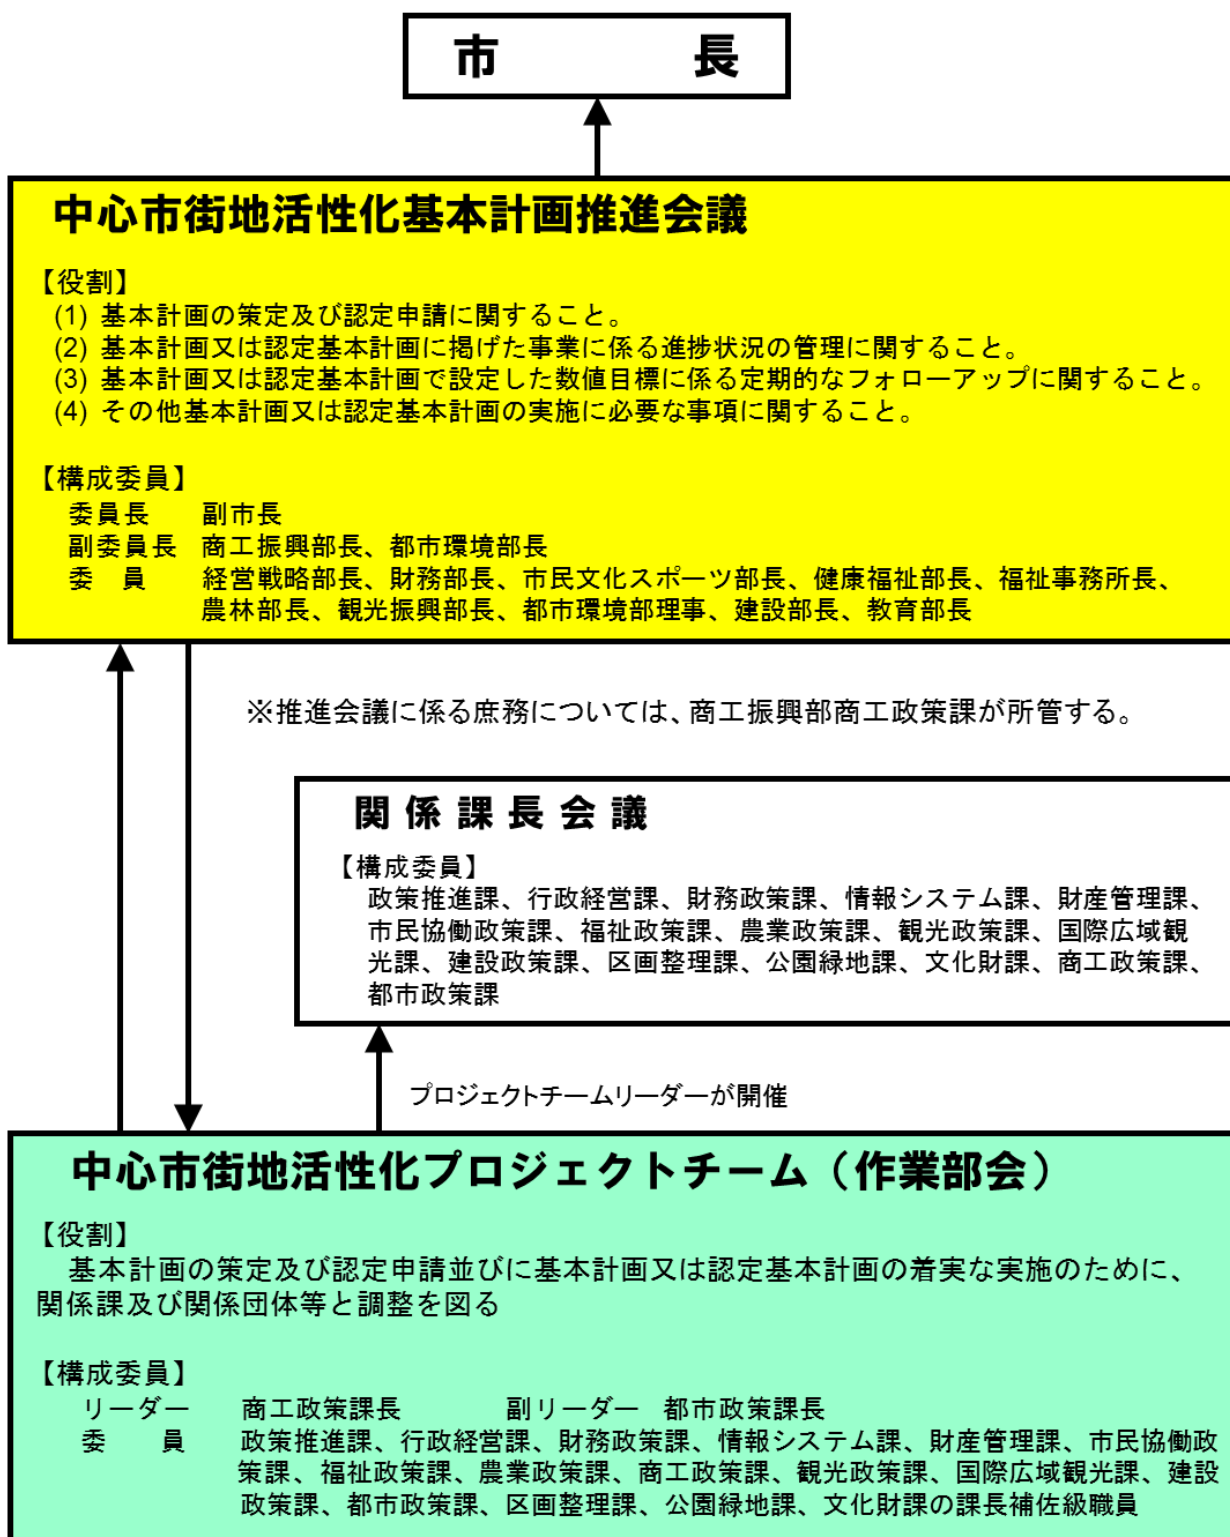 市　　長
中心市街地活性化基本計画推進会議
【役割】
(1) 基本計画の策定及び認定申請に関すること。
(2) 基本計画又は認定基本計画に掲げた事業に係る進捗状況の管理に関すること。
(3) 基本計画又は認定基本計画で設定した数値目標に係る定期的なフォローアップに関すること。
(4) その他基本計画又は認定基本計画の実施に必要な事項に関すること。
【構成委員】
委員長　副市長
副委員長　商工振興部長、都市環境部長
委　員　経営戦略部長、財務部長、市民文化スポーツ部長、健康福祉部長、福祉事務所長、
農林部長、観光振興部長、都市環境部理事、建設部長、教育部長
※推進会議に係る庶務については、商工振興部商工政策課が所管する。
関係課長会議
【構成委員】
政策推進課、行政経営課、財務政策課、情報システム課、財産管理課、
市民協働政策課、福祉政策課、農業政策課、観光政策課、国際広域観
光課、建設政策課、区画整理課、公園緑地課、文化財課、商工政策課、
都市政策課
プロジェクトチームリーダーが開催
中心市街地活性化プロジェクトチーム（作業部会）
【役割】
基本計画の策定及び認定申請並びに基本計画又は認定基本計画の着実な実施のために、
関係課及び関係団体等と調整を図る
【構成委員】
リーダー　商工政策課長　副リーダー　都市政策課長
委　員　政策推進課、行政経営課、財務政策課、情報システム課、財産管理課、市民協働政
策課、福祉政策課、農業政策課、商工政策課、観光政策課、国際広域観光課、建設
政策課、都市政策課、区画整理課、公園緑地課、文化財課の課長補佐級職員